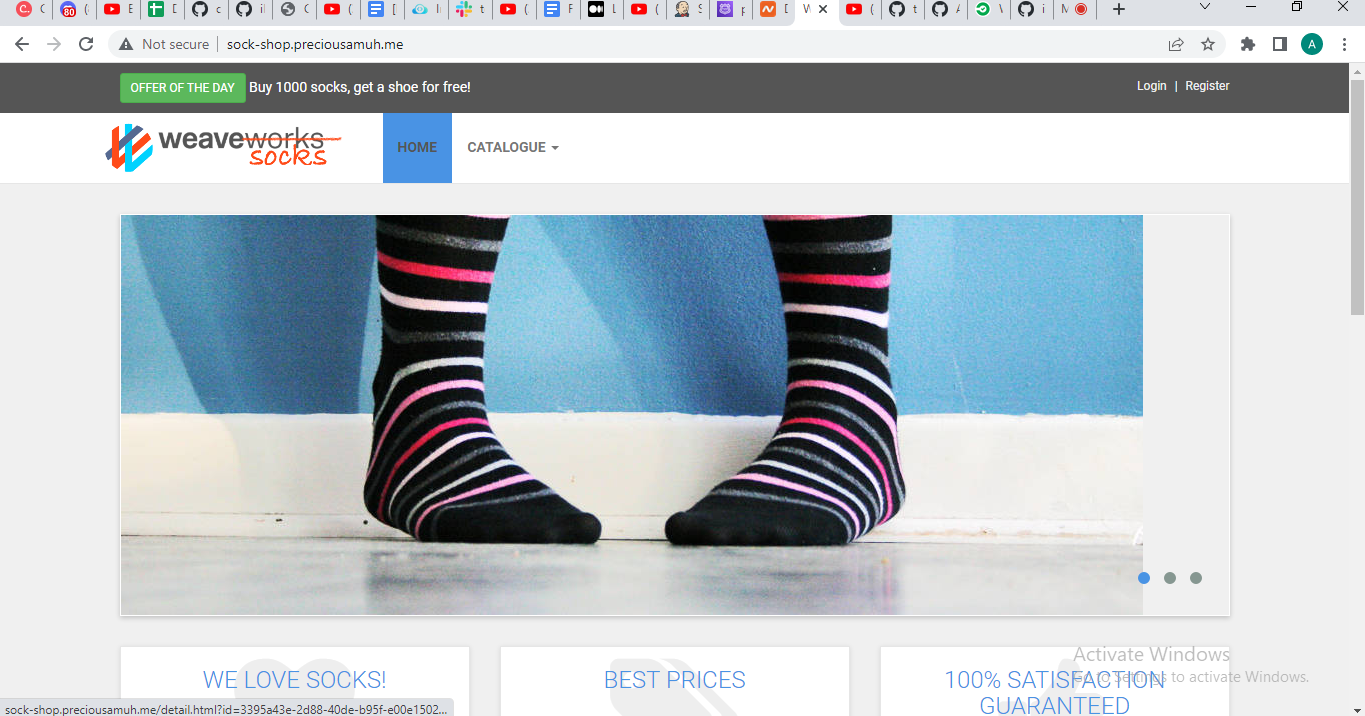 Not secure
sock-shop.preciousamuh.me
A
OFFER OF THE DAY Buy 1000 socks, get a shoe for free!
Login | Register
weaveworks
socks
HOME
CATALOGUE
WE LOVE SOCKS!
BEST PRICES
100% SATISFACTION
GUARANTEED
Activate Windows
Go to Settings to activate Windows.
sock-shop.preciousamuh.me/detail.html?id=3395a43e-2d88-40de-b95f-e00e1502...